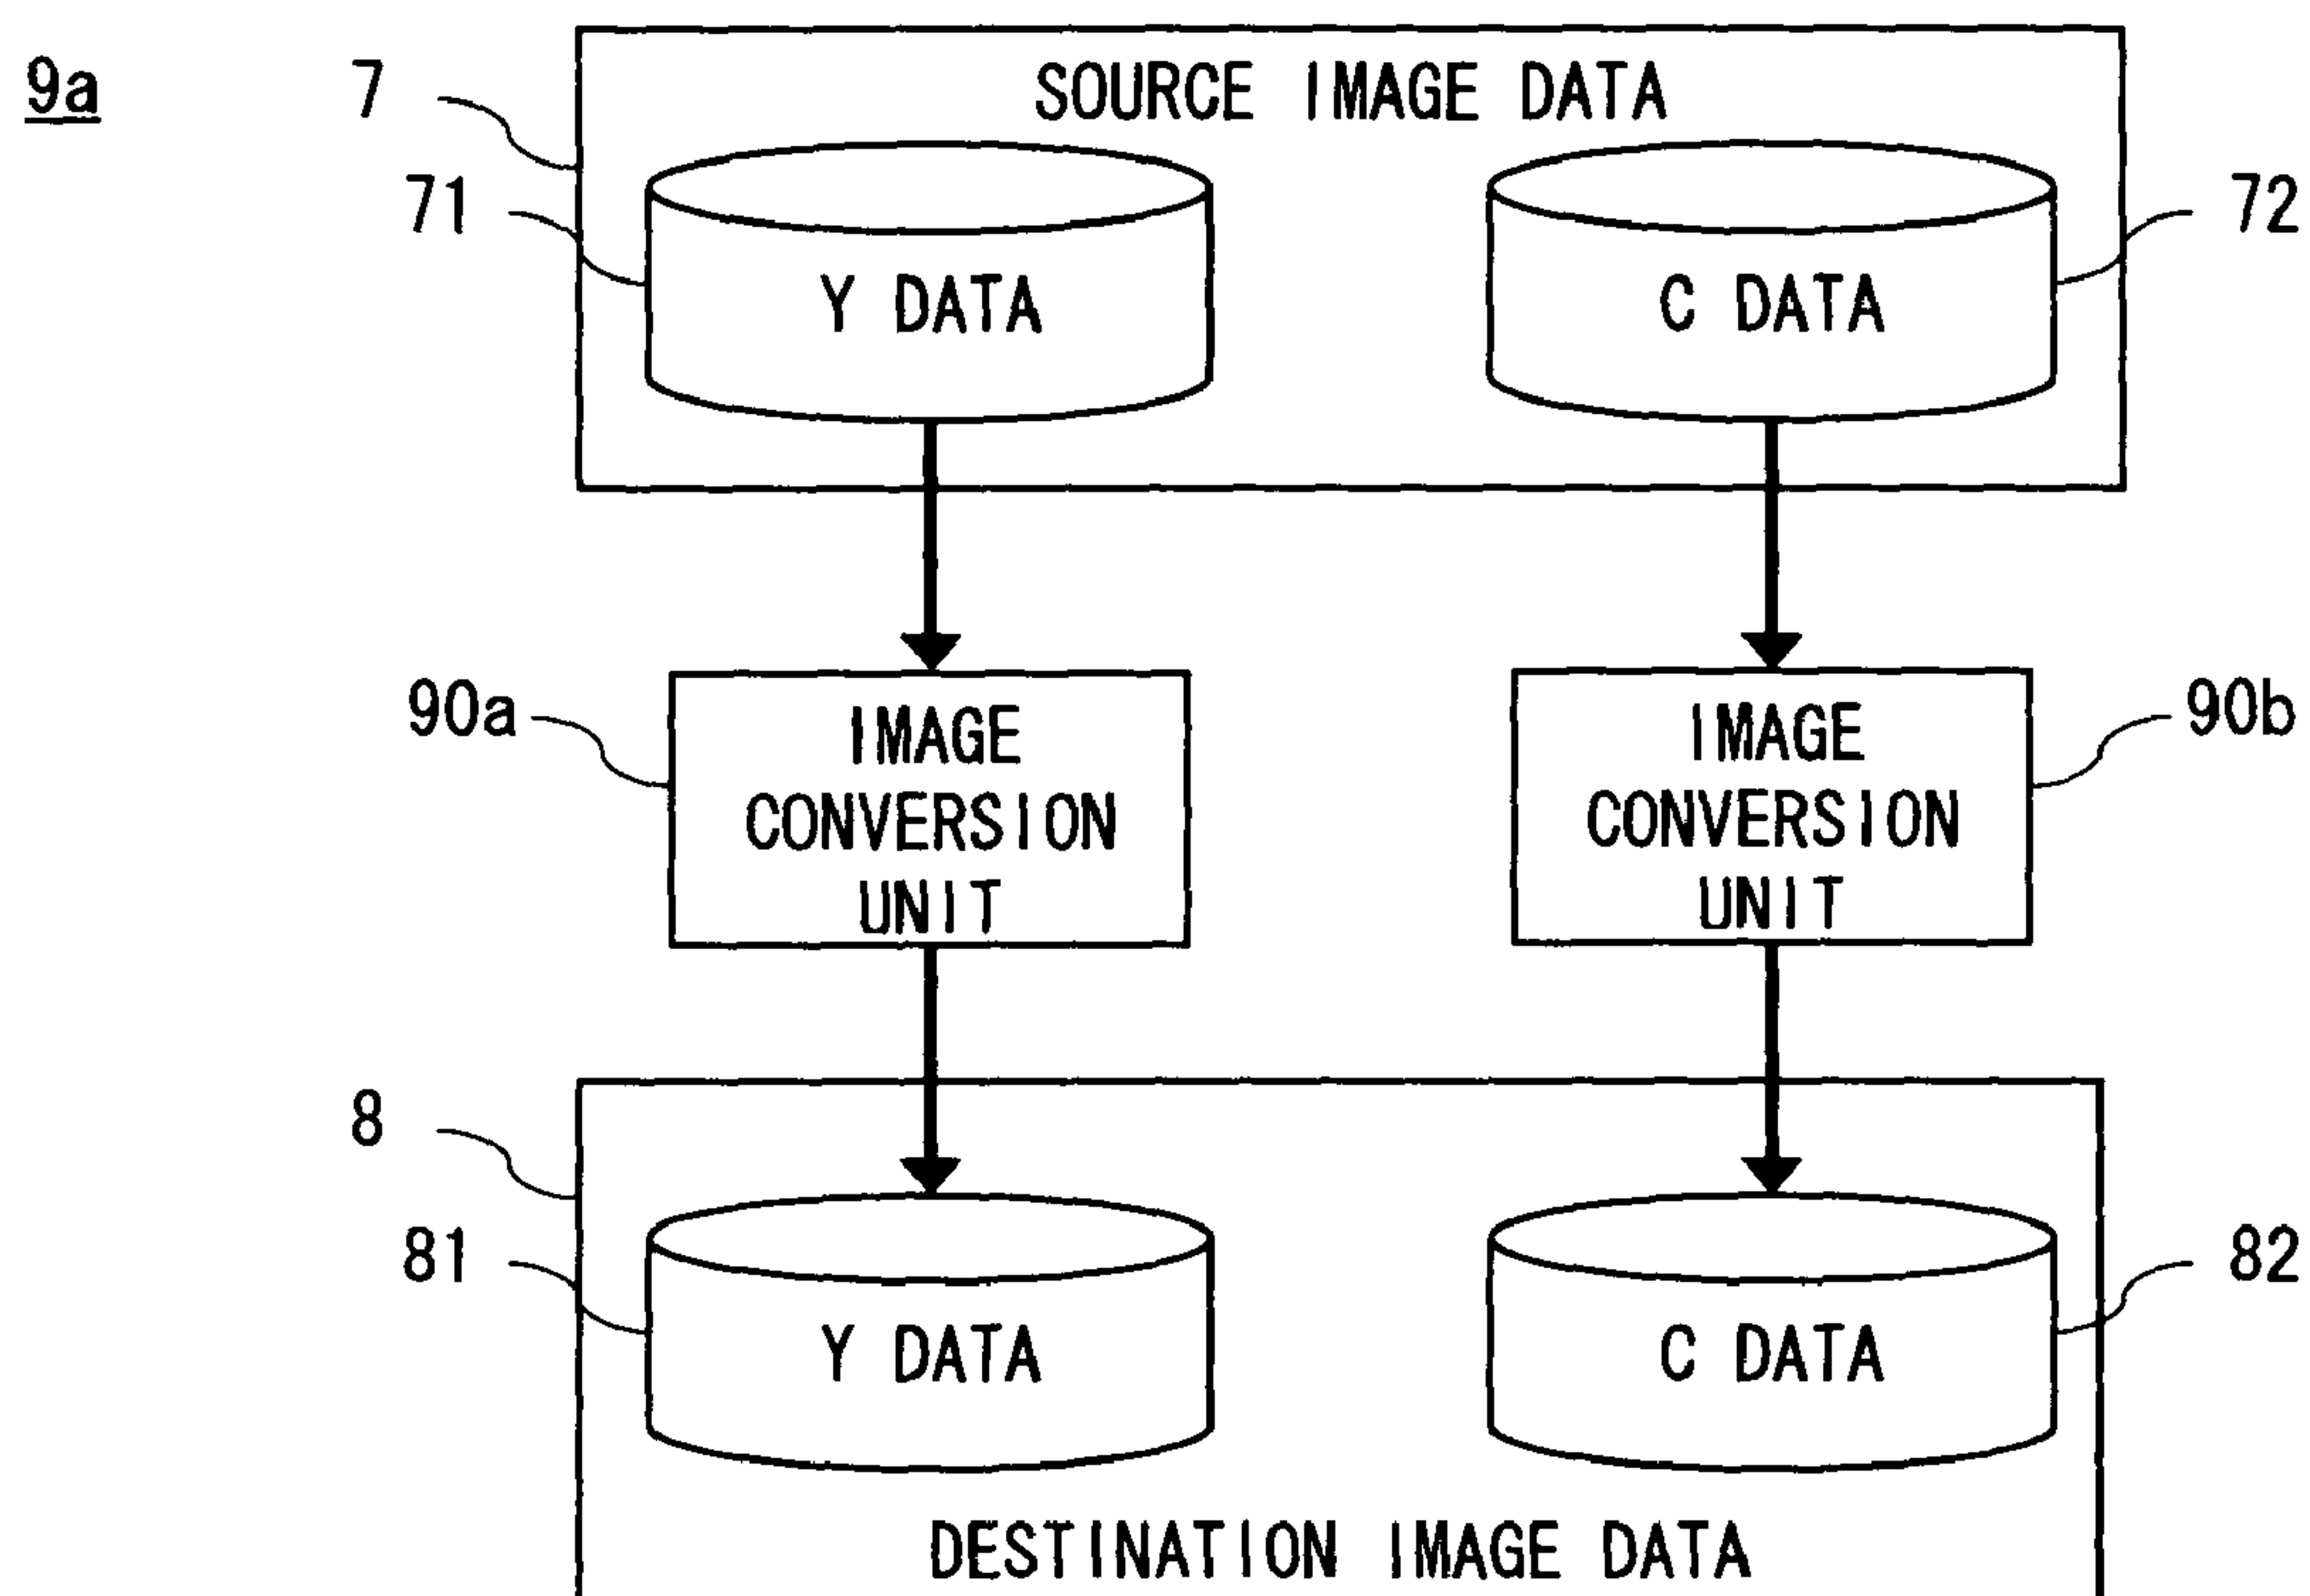 9a
7
SOURCE IMAGE DATA
71
72
Y DATA
C DATA
90a
IMAGE
CONVERSION
UNIT
90b
IMAGE
CONVERSION
UNIT
8
81
82
Y DATA
C DATA
DESTINATION IMAGE DATA